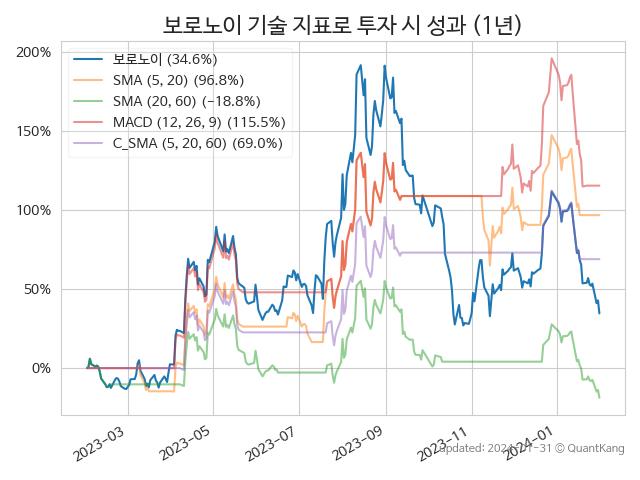 보로노이 기술 지표로 투자 시 성과 (1년)
200%
150%
100%
50%
0%
보로노이 (34.6%)
SMA (5, 20) (96.8%)
SMA (20, 60) (−18.8%)
MACD (12, 26, 9) (115.5%)
C_SMA (5, 20, 60) (69.0%)
2023-03
2023-05
2023-07
2023-09
2023-11
2024-01
updated: 2024-01-31 © QuantKang